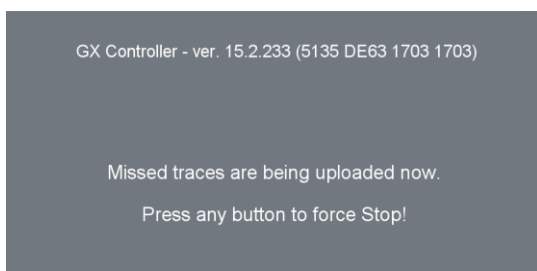 GX Controller - ver. 15.2.233 (5135 DE63 1703 1703)
Missed traces are being uploaded now.
Press any button to force Stop!